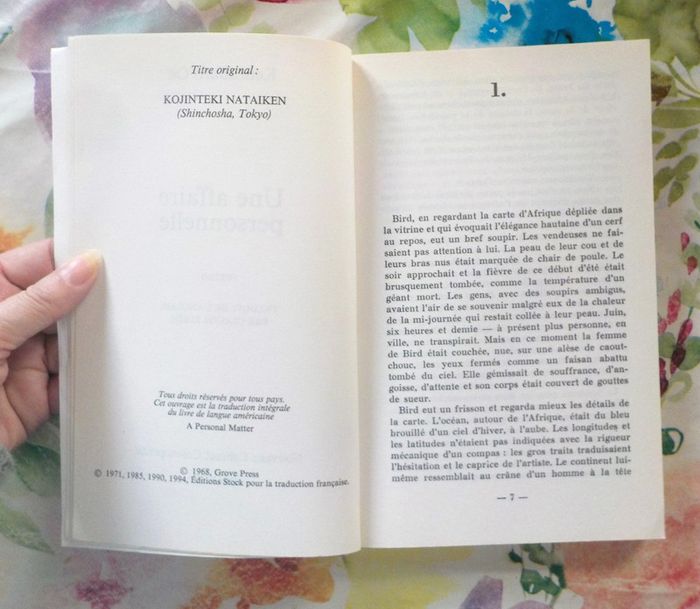 Titre original :
KOJINTEKI NATAIKEN
(Shinchosha, Tokyo)
Une affaire
personnelle
Tous droits réservés pour tous pays.
Cet ouvrage est la traduction intégrale
du livre de langue américaine
A Personal Matter
© 1968, Grove Press
© 1971, 1985, 1990, 1994, Éditions Stock pour la traduction française.
1.
Bird, en regardant la carte d'Afrique dépliée dans
la vitrine et qui évoquait l'élégance hautaine d'un cerf
au repos, eut un bref soupir. Les vendeuses ne fai-
saient pas attention à lui. La peau de leur cou et de
leurs bras nus était marquée de chair de poule. Le
soir approchait et la fièvre de ce début d'été était
brusquement tombée, comme la température d'un
géant mort. Les gens, avec des soupirs ambigus,
avaient l'air de se souvenir malgré eux de la chaleur
de la mi-journée qui restait collée à leur peau. Juin,
six heures et demie — à présent plus personne, en
ville, ne transpirait. Mais en ce moment la femme
de Bird était couchée, nue, sur une alèse de caout-
chouc, les yeux fermés comme un faisan abattu
tombé du ciel. Elle gémissait de souffrance, d'an-
goisse, d'attente et son corps était couvert de gouttes
de sueur.
Bird eut un frisson et regarda mieux les détails de
la carte. L'océan, autour de l'Afrique, était du bleu
brouillé d'un ciel d'hiver, à l'aube. Les longitudes et
les latitudes n'étaient pas indiquées avec la rigueur
mécanique d'un compas : les gros traits traduisaient
l'hésitation et le caprice de l'artiste. Le continent lui-
même ressemblait au crâne d'un homme à la tête
— 7 —